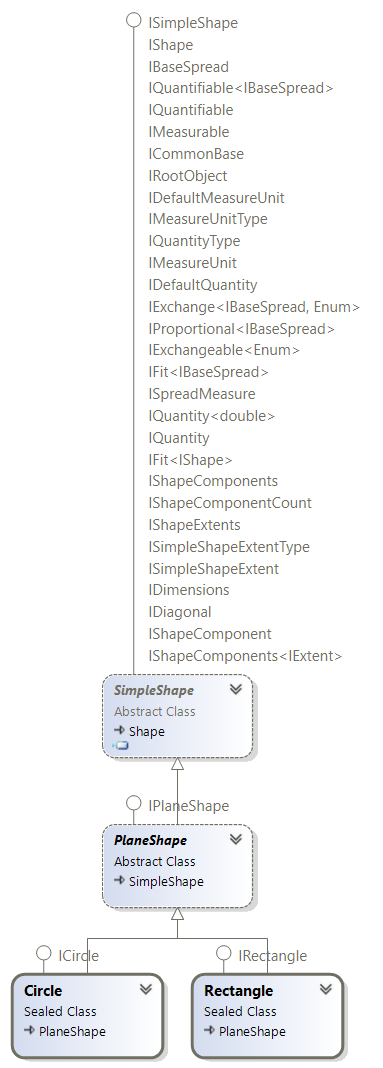 ISimpleShape
IShape
IBaseSpread
IQuantifiable<IBaseSpread>
IQuantifiable
IMeasurable
ICommonBase
IRootObject
IDefaultMeasureUnit
IMeasureUnitType
IQuantityType
IMeasureUnit
IDefaultQuantity
IExchange<IBaseSpread, Enum>
IProportional<IBaseSpread>
IExchangeable<Enum>
IFit<IBaseSpread>
ISpreadMeasure
IQuantity<double>
IQuantity
IFit<IShape>
IShapeComponents
IShapeComponentCount
IShapeExtents
ISimpleShapeExtentType
ISimpleShapeExtent
IDimensions
IDiagonal
IShapeComponent
IShapeComponents<IExtent>
SimpleShape
Abstract Class
Shape
IPlaneShape
PlaneShape
Abstract Class
SimpleShape
ICircle
Circle
Sealed Class
PlaneShape
IRectangle
Rectangle
Sealed Class
PlaneShape